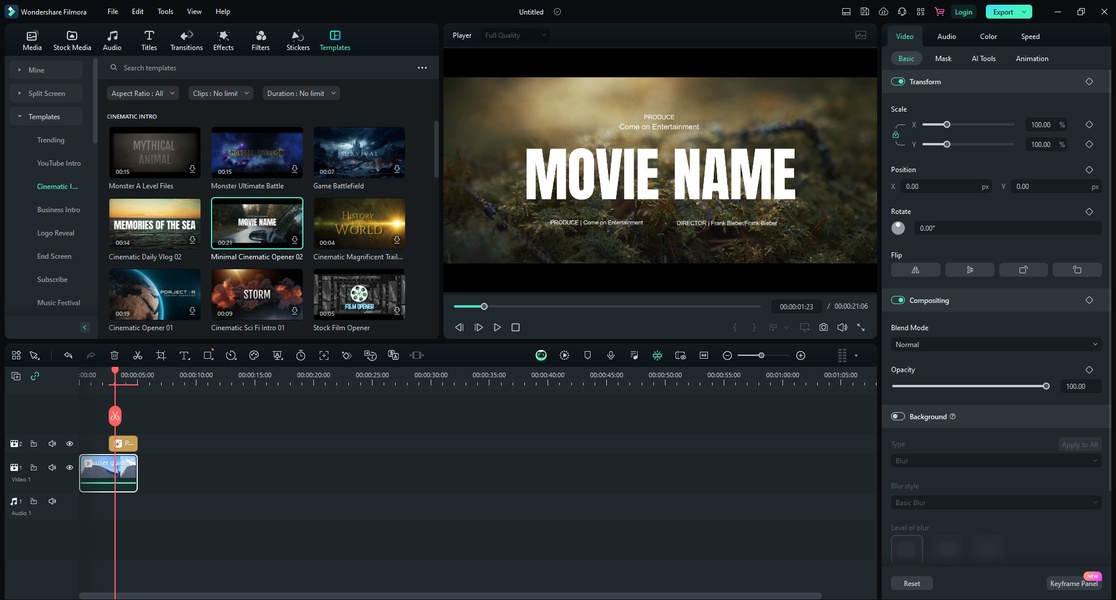 Wondershare Filmora
File
Edit
Tools
View
Help
Untitled
Login
Export
Media
Stock Media
Audio
Titles
Transitions
Effects
Filters
Stickers
Templates
Mine
Split Screen
Templates
Trending
YouTube Intro
Cinematic I...
Business Intro
Logo Reveal
End Screen
Subscribe
Music Festival
Search templates
Aspect Ratio : All
Clips : No limit
Duration : No limit
CINEMATIC INTRO
MYTHICAL
ANIMAL
00:15
Monster A Level Files
00:15
Monster Ultimate Battle
SURVIVAL
00:07
Game Battlefield
MEMORIES OF THE SEA
00:14
Cinematic Daily Vlog 02
MOVIE NAME
00:21
Minimal Cinematic Opener 02
HISTORY
WORLD
00:04
Cinematic Magnificent Trail...
00:19
Cinematic Opener 01
STORM
00:09
Cinematic Sci Fi Intro 01
FILM OPENER
00:05
Stock Film Opener
Player
Full Quality
PRODUCE
Come on Entertainment
MOVIE NAME
PRODUCE | Come on Entertainment
DIRECTOR | Frank Bieber/Frank Bieber
00:00:01:23 / 00:00:21:06
Video
Audio
Color
Speed
Basic
Mask
AI Tools
Animation
Transform
Scale
X
100.00
%
Y
100.00
%
Position
X
0.00
px
Y
0.00
px
Rotate
0.00°
Flip
Compositing
Blend Mode
Normal
Opacity
100.00
Background
Type
Apply to All
Blur
Blur style
Basic Blur
Level of blur
Reset
NEW
Keyframe Panel
:00:00
00:00:05:00
00:00:10:00
00:00:15:00
00:00:20:00
00:00:25:00
00:00:30:00
00:00:35:00
00:00:40:00
00:00:45:00
00:00:50:00
00:00:55:00
00:01:00:00
00:01:05:00
2
R...
1
Video 1
1
Audio 1